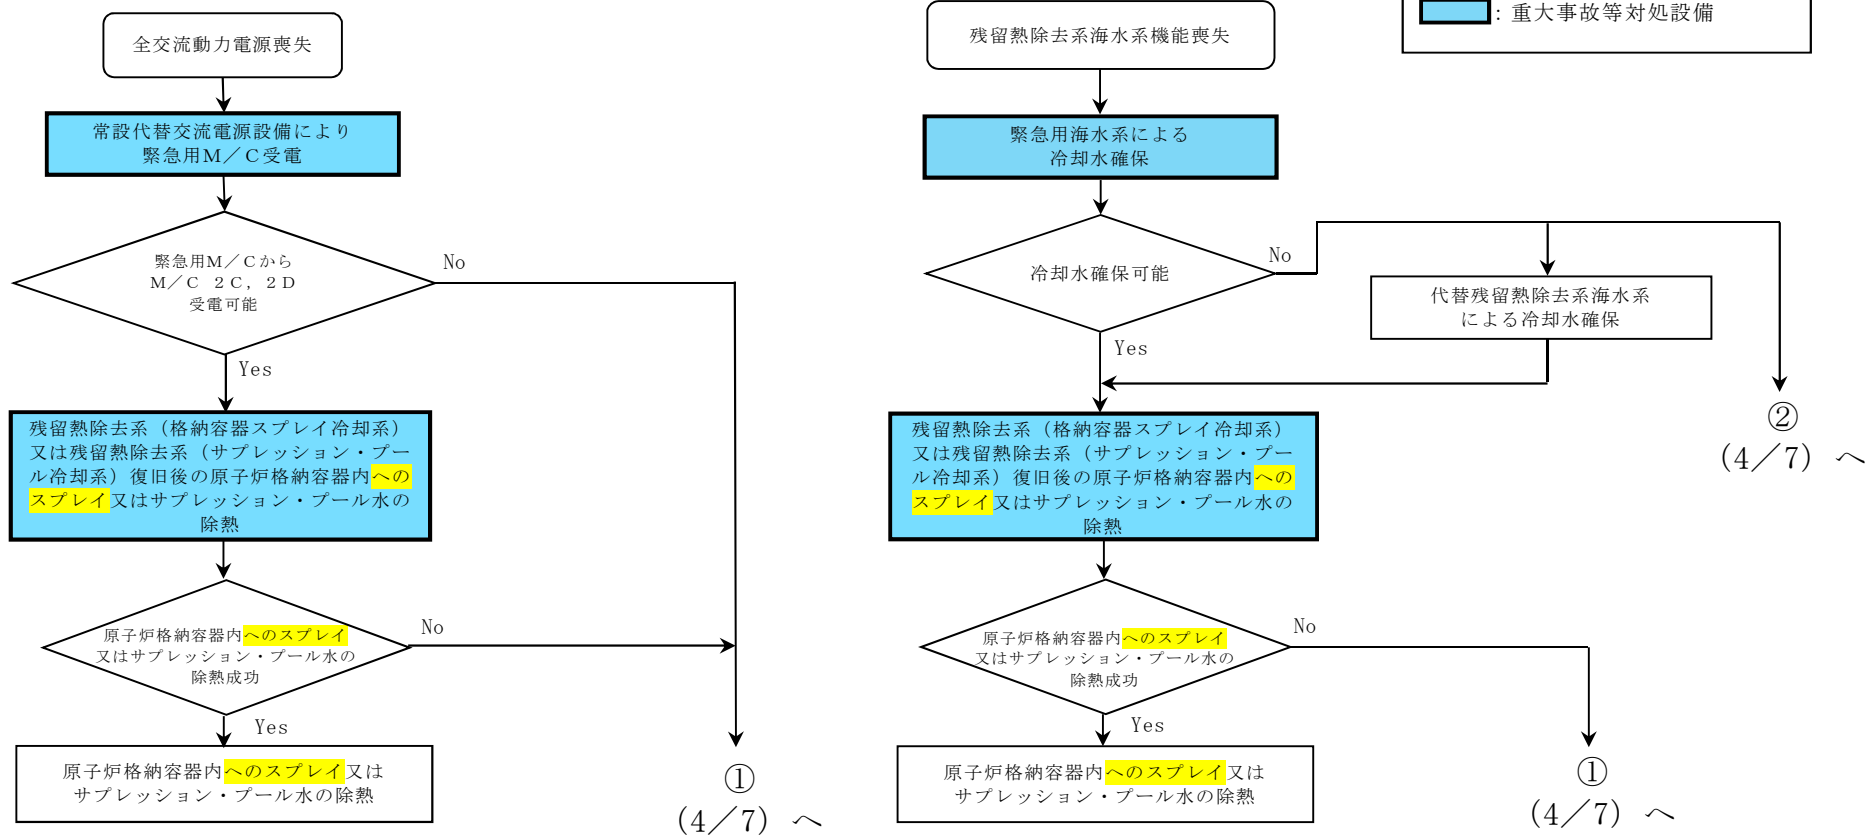 全交流動力電源喪失
常設代替交流電源設備により
緊急用M／C受電
緊急用M／Cから
M／C　2C，2D
受電可能
No
Yes
残留熱除去系（格納容器スプレイ冷却系）
又は残留熱除去系（サプレッション・プー
ル冷却系）復旧後の原子炉格納容器内への
スプレイ又はサプレッション・プール水の
除熱
原子炉格納容器内へのスプレイ
又はサプレッション・プール水の
除熱成功
No
Yes
原子炉格納容器内へのスプレイ又は
サプレッション・プール水の除熱
①
（4／7）へ
残留熱除去系海水系機能喪失
緊急用海水系による
冷却水確保
冷却水確保可能
No
Yes
代替残留熱除去系海水系
による冷却水確保
②
（4／7）へ
残留熱除去系（格納容器スプレイ冷却系）
又は残留熱除去系（サプレッション・プー
ル冷却系）復旧後の原子炉格納容器内への
スプレイ又はサプレッション・プール水の
除熱
原子炉格納容器内へのスプレイ
又はサプレッション・プール水の
除熱成功
No
Yes
原子炉格納容器内へのスプレイ又は
サプレッション・プール水の除熱
①
（4／7）へ
：重大事故等対処設備